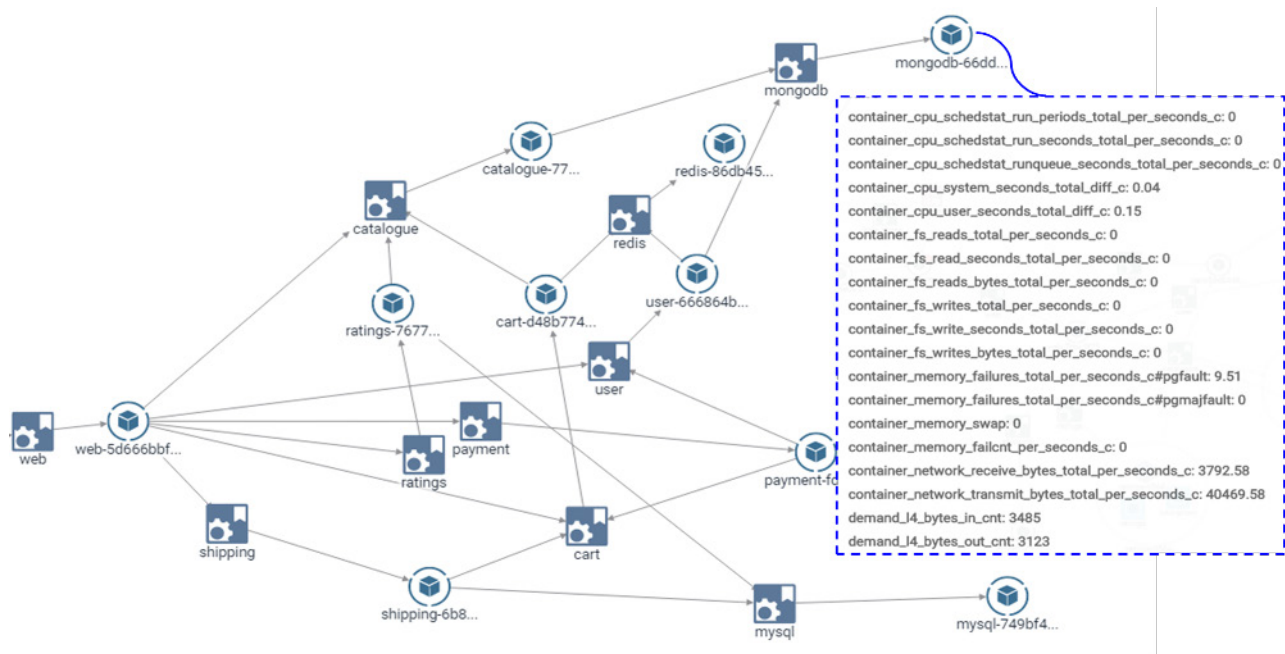 mongodb-66dd...
mongodb
catalogue-77...
redis-86db45...
catalogue
redis
ratings-7677...
cart-d48b774...
user-666864b...
user
web
web-5d666bbf...
payment
ratings
payment-fd
shipping
cart
shipping-6b8...
mysql
mysql-749bf4...
container_cpu_schedstat_run_periods_total_per_seconds_c: 0
container_cpu_schedstat_run_seconds_total_per_seconds_c: 0
container_cpu_schedstat_runqueue_seconds_total_per_seconds_c: 0
container_cpu_system_seconds_total_diff_c: 0.04
container_cpu_user_seconds_total_diff_c: 0.15
container_fs_reads_total_per_seconds_c: 0
container_fs_read_seconds_total_per_seconds_c: 0
container_fs_reads_bytes_total_per_seconds_c: 0
container_fs_writes_total_per_seconds_c: 0
container_fs_write_seconds_total_per_seconds_c: 0
container_fs_writes_bytes_total_per_seconds_c: 0
container_memory_failures_total_per_seconds_c#pgfault: 9.51
container_memory_failures_total_per_seconds_c#pgmajfault: 0
container_memory_swap: 0
container_memory_failcnt_per_seconds_c: 0
container_network_receive_bytes_total_per_seconds_c: 3792.58
container_network_transmit_bytes_total_per_seconds_c: 40469.58
demand_l4_bytes_in_cnt: 3485
demand_l4_bytes_out_cnt: 3123